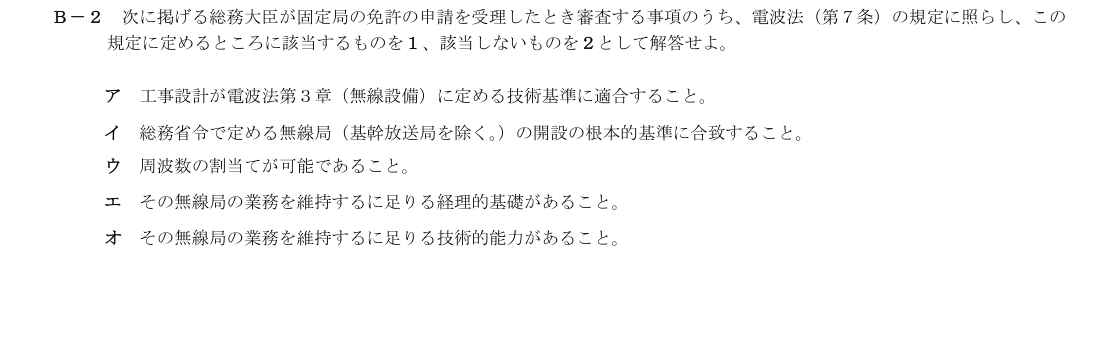 B－２　次に掲げる総務大臣が固定局の免許の申請を受理したとき審査する事項のうち、電波法（第７条）の規定に照らし、この
規定に定めるところに該当するものを１、該当しないものを２として解答せよ。
ア　工事設計が電波法第３章（無線設備）に定める技術基準に適合すること。
イ　総務省令で定める無線局（基幹放送局を除く。）の開設の根本的基準に合致すること。
ウ　周波数の割当てが可能であること。
エ　その無線局の業務を維持するに足りる経理的基礎があること。
オ　その無線局の業務を維持するに足りる技術的能力があること。